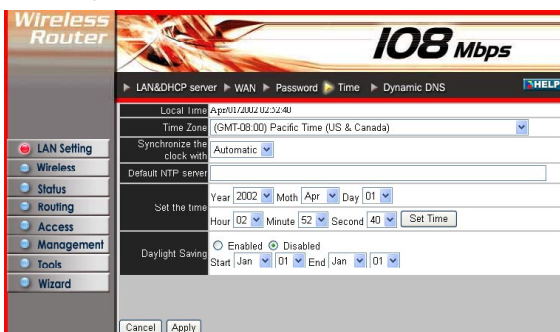 Wireless
Router
108 Mbps
LAN&DHCP server WAN Password Time Dynamic DNS HELP
Local Time Apr/01/2002 02:52:40
Time Zone (GMT-08:00) Pacific Time (US & Canada)
Synchronize the
clock with Automatic
Default NTP server
Set the time
Year 2002 Moth Apr Day 01
Hour 02 Minute 52 Second 40 Set Time
Daylight Saving
Enabled Disabled
Start Jan 01 End Jan 01
LAN Setting
Wireless
Status
Routing
Access
Management
Tools
Wizard
Cancel Apply